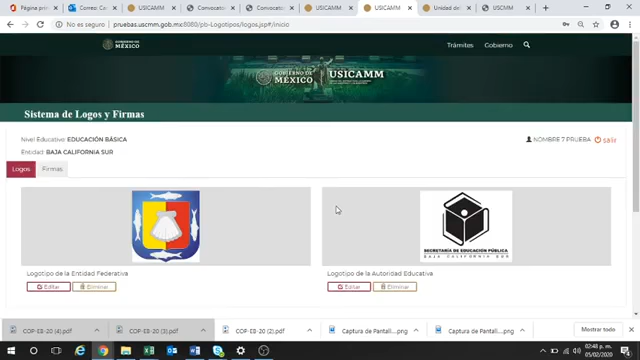 Página prin
Correo: Co
USICAMM
Convocato
Convocato
USICAMM
USICAMM
Unidad de
USCMM
No es seguro | pruebas.uscmm.gob.mx:8080/pb-Logotipos/logos.jsp#/inicio
GOBIERNO DE MÉXICO
Trámites
Gobierno
GOBIERNO DE MÉXICO
USICAMM
Sistema de Logos y Firmas
Nivel Educativo: EDUCACIÓN BÁSICA
NOMBRE 7 PRUEBA
salir
Entidad: BAJA CALIFORNIA SUR
Logos
Firmas
SECRETARÍA DE EDUCACIÓN PÚBLICA
BAJA CALIFORNIA SUR
Logotipo de la Entidad Federativa
Logotipo de la Autoridad Educativa
Editar
Eliminar
Editar
Eliminar
COP-EB-20 (4).pdf
COP-EB-20 (3).pdf
COP-EB-20 (2).pdf
Captura de Pantall....png
Captura de Pantall....png
Mostrar todo
02:48 p. m.
05/02/2020